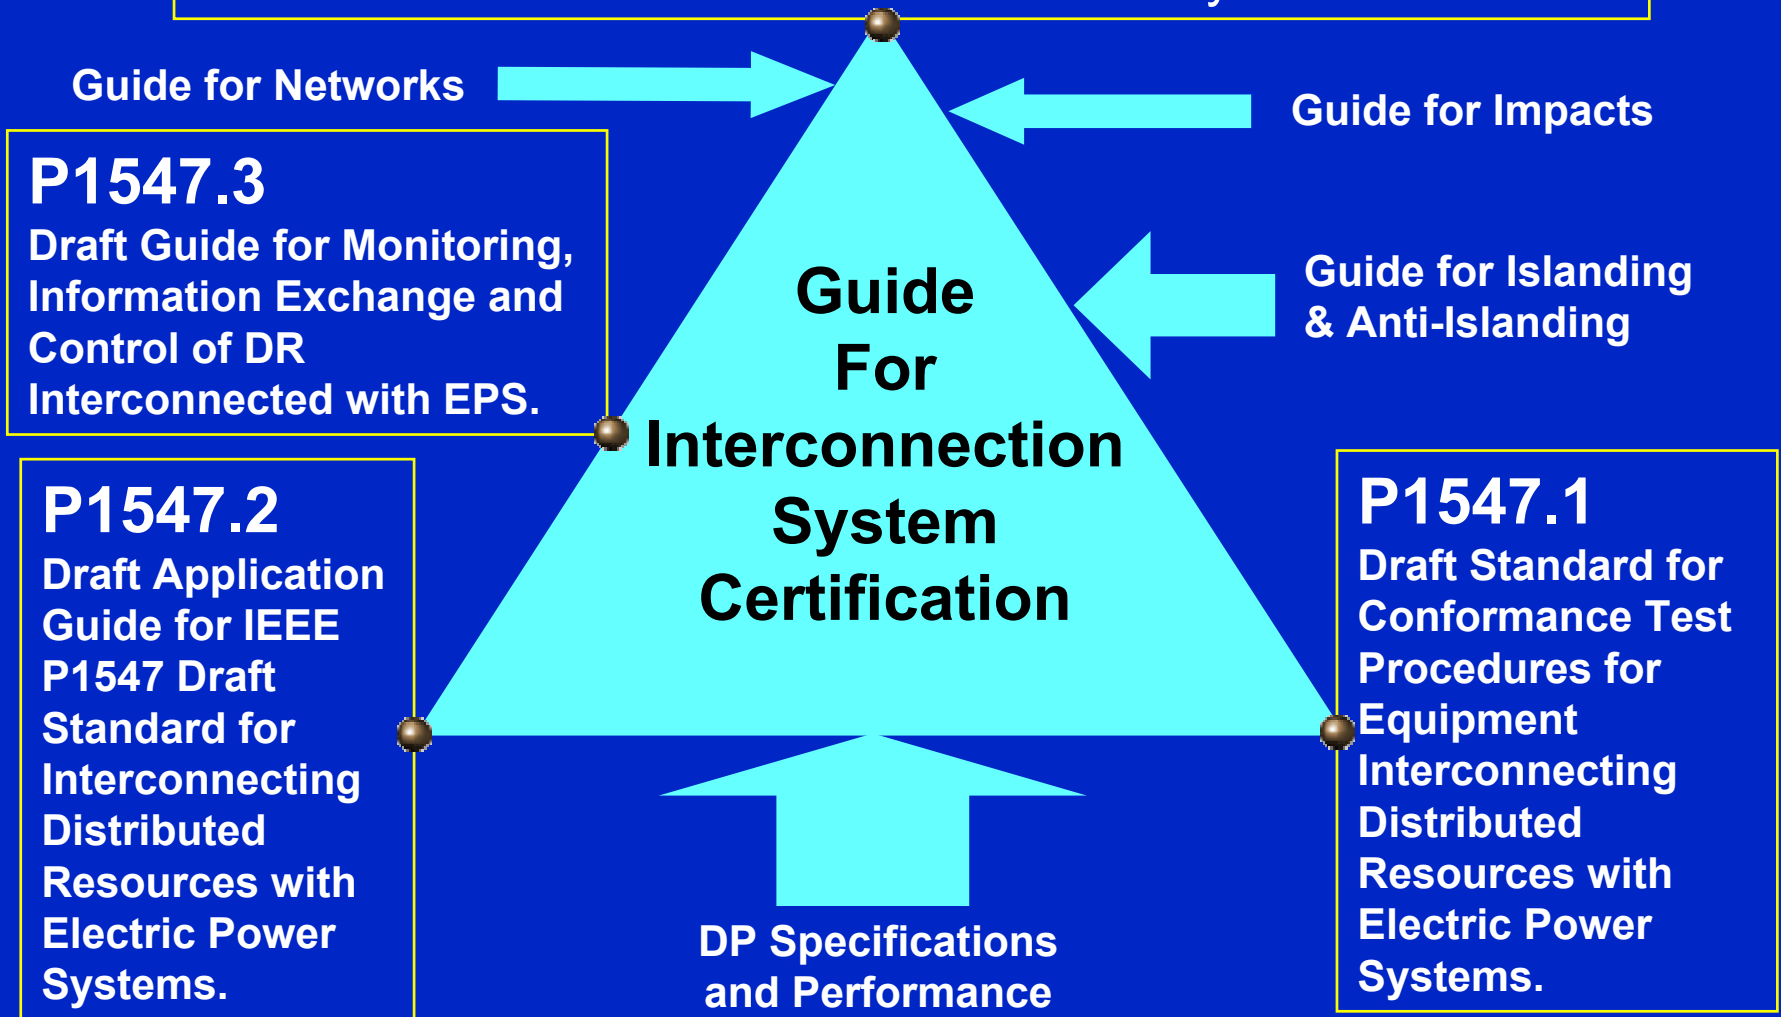 Guide for Networks
Guide for Impacts
P1547.3
Draft Guide for Monitoring,
Information Exchange and
Control of DR
Interconnected with EPS.
Guide for Islanding
& Anti-Islanding
Guide
For
Interconnection
System
Certification
P1547.2
Draft Application
Guide for IEEE
P1547 Draft
Standard for
Interconnecting
Distributed
Resources with
Electric Power
Systems.
P1547.1
Draft Standard for
Conformance Test
Procedures for
Equipment
Interconnecting
Distributed
Resources with
Electric Power
Systems.
DP Specifications
and Performance